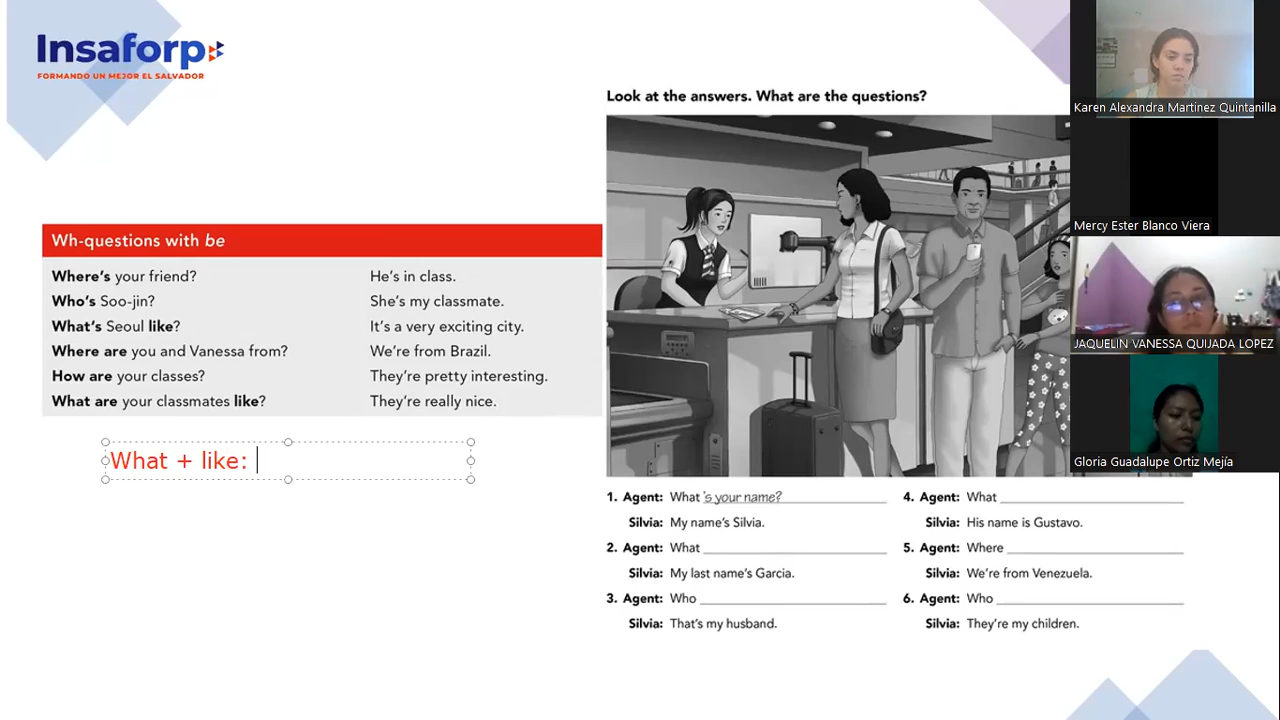 Insaforp
FORMANDO UN MEJOR EL SALVADOR
Wh-questions with be
Where's your friend? He's in class.
Who's Soo-jin? She's my classmate.
What's Seoul like? It's a very exciting city.
Where are you and Vanessa from? We're from Brazil.
How are your classes? They're pretty interesting.
What are your classmates like? They're really nice.
What + like:
Look at the answers. What are the questions?
1. Agent: What 's your name?
Silvia: My name's Silvia.
2. Agent: What
Silvia: My last name's Garcia.
3. Agent: Who
Silvia: That's my husband.
4. Agent: What
Silvia: His name is Gustavo.
5. Agent: Where
Silvia: We're from Venezuela.
6. Agent: Who
Silvia: They're my children.
Karen Alexandra Martínez Quintanilla
Mercy Ester Blanco Viera
JAQUELIN VANESSA QUIJADA LOPEZ
Gloria Guadalupe Ortiz Mejía